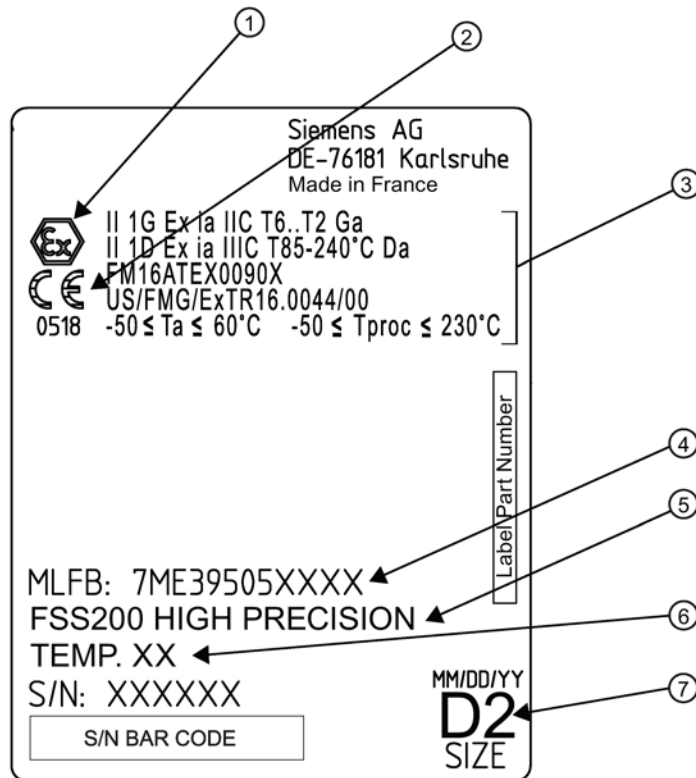 1
2
Siemens AG
DE-76181 Karlsruhe
Made in France
3
Ex
II 1G Ex ia IIC T6..T2 Ga
II 1D Ex ia IIIC T85-240°C Da
FM16ATEX0090X
CE
US/FMG/ExTR16.0044/00
0518
-50 ≤ Ta ≤ 60°C -50 ≤ Tproc ≤ 230°C
Label Part Number
4
5
MLFB: 7ME39505XXXX
FSS200 HIGH PRECISION
6
TEMP. XX
S/N: XXXXXX
MM/DD/YY
7
D2
S/N BAR CODE
SIZE